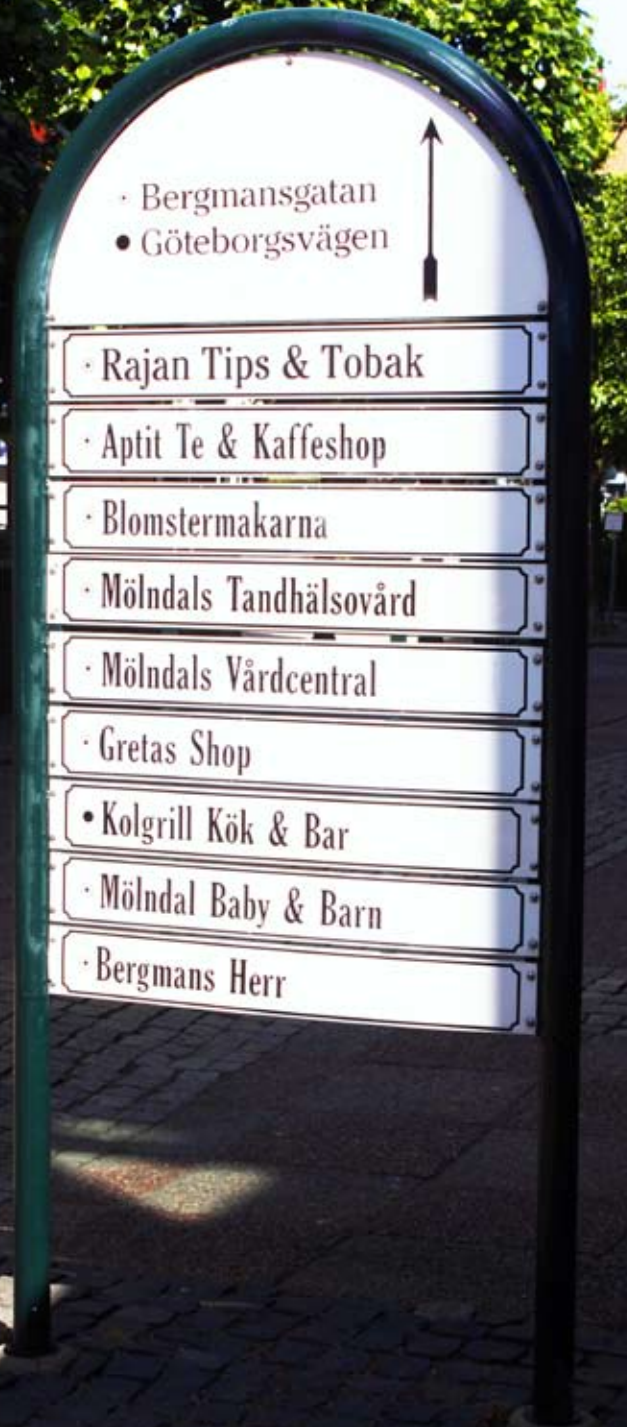 · Bergmansgatan
• Göteborgsvägen
· Rajan Tips & Tobak
· Aptit Te & Kaffeshop
· Blomstermakarna
· Mölndals Tandhälsovård
· Mölndals Vårdcentral
· Gretas Shop
• Kolgrill Kök & Bar
· Mölndal Baby & Barn
· Bergmans Herr